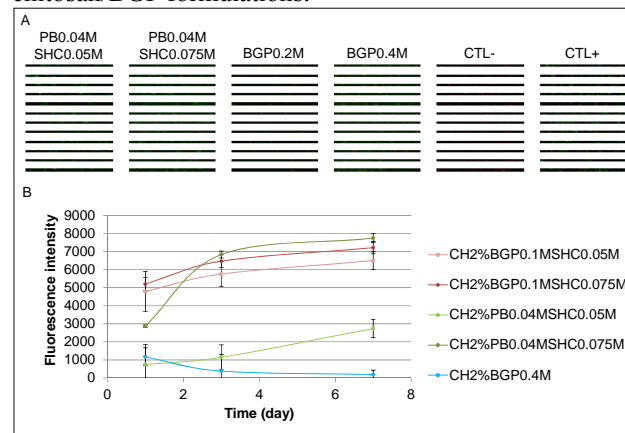 chitosan/BGP formulations.
A
PB0.04M SHC0.05M
PB0.04M SHC0.075M
BGP0.2M
BGP0.4M
CTL-
CTL+
B
Fluorescence intensity
9000
8000
7000
6000
5000
4000
3000
2000
1000
0
0 2 4 6 8
Time (day)
CH2%BGP0.1MSHC0.05M
CH2%BGP0.1MSHC0.075M
CH2%PB0.04MSHC0.05M
CH2%PB0.04MSHC0.075M
CH2%BGP0.4M